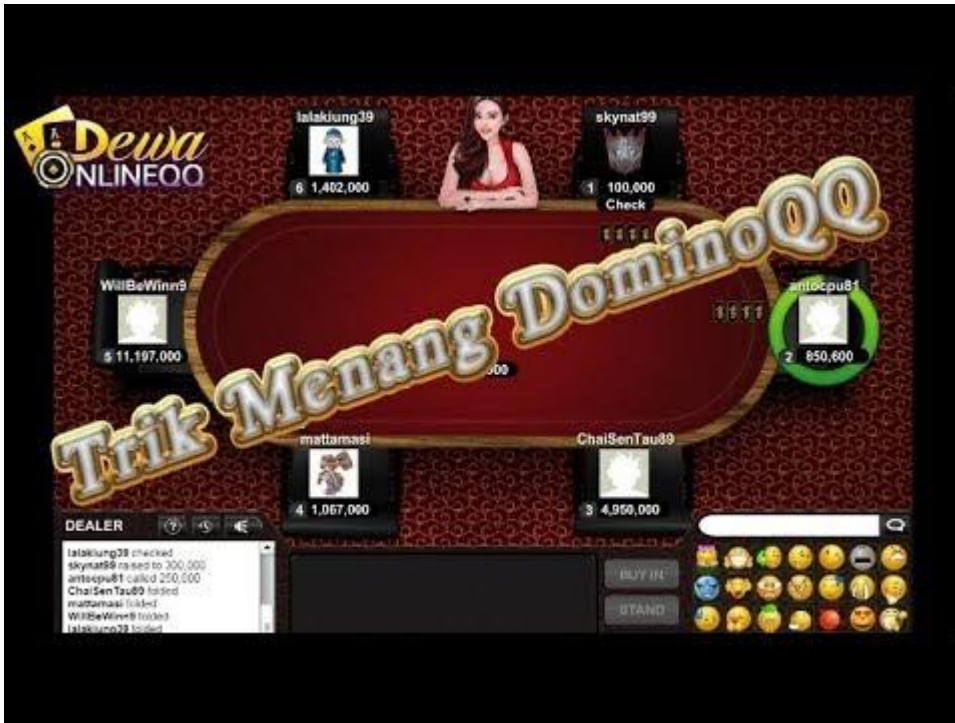 Dewa
ONLINEQQ
lalakiung39
6 1,402,000
skynat99
1 100,000
Check
WillBeWinn9
5 11,197,000
antocpu81
2 850,600
Trik Menang DominoQQ
mattamasi
4 1,067,000
ChaiSenTau89
3 4,950,000
DEALER
lalakiung39 checked
skynat99 raised to 300,000
antocpu81 called 250,000
ChaiSenTau89 folded
mattamasi folded
WillBeWinn9 folded
lalakiung39 folded
BUY IN
STAND